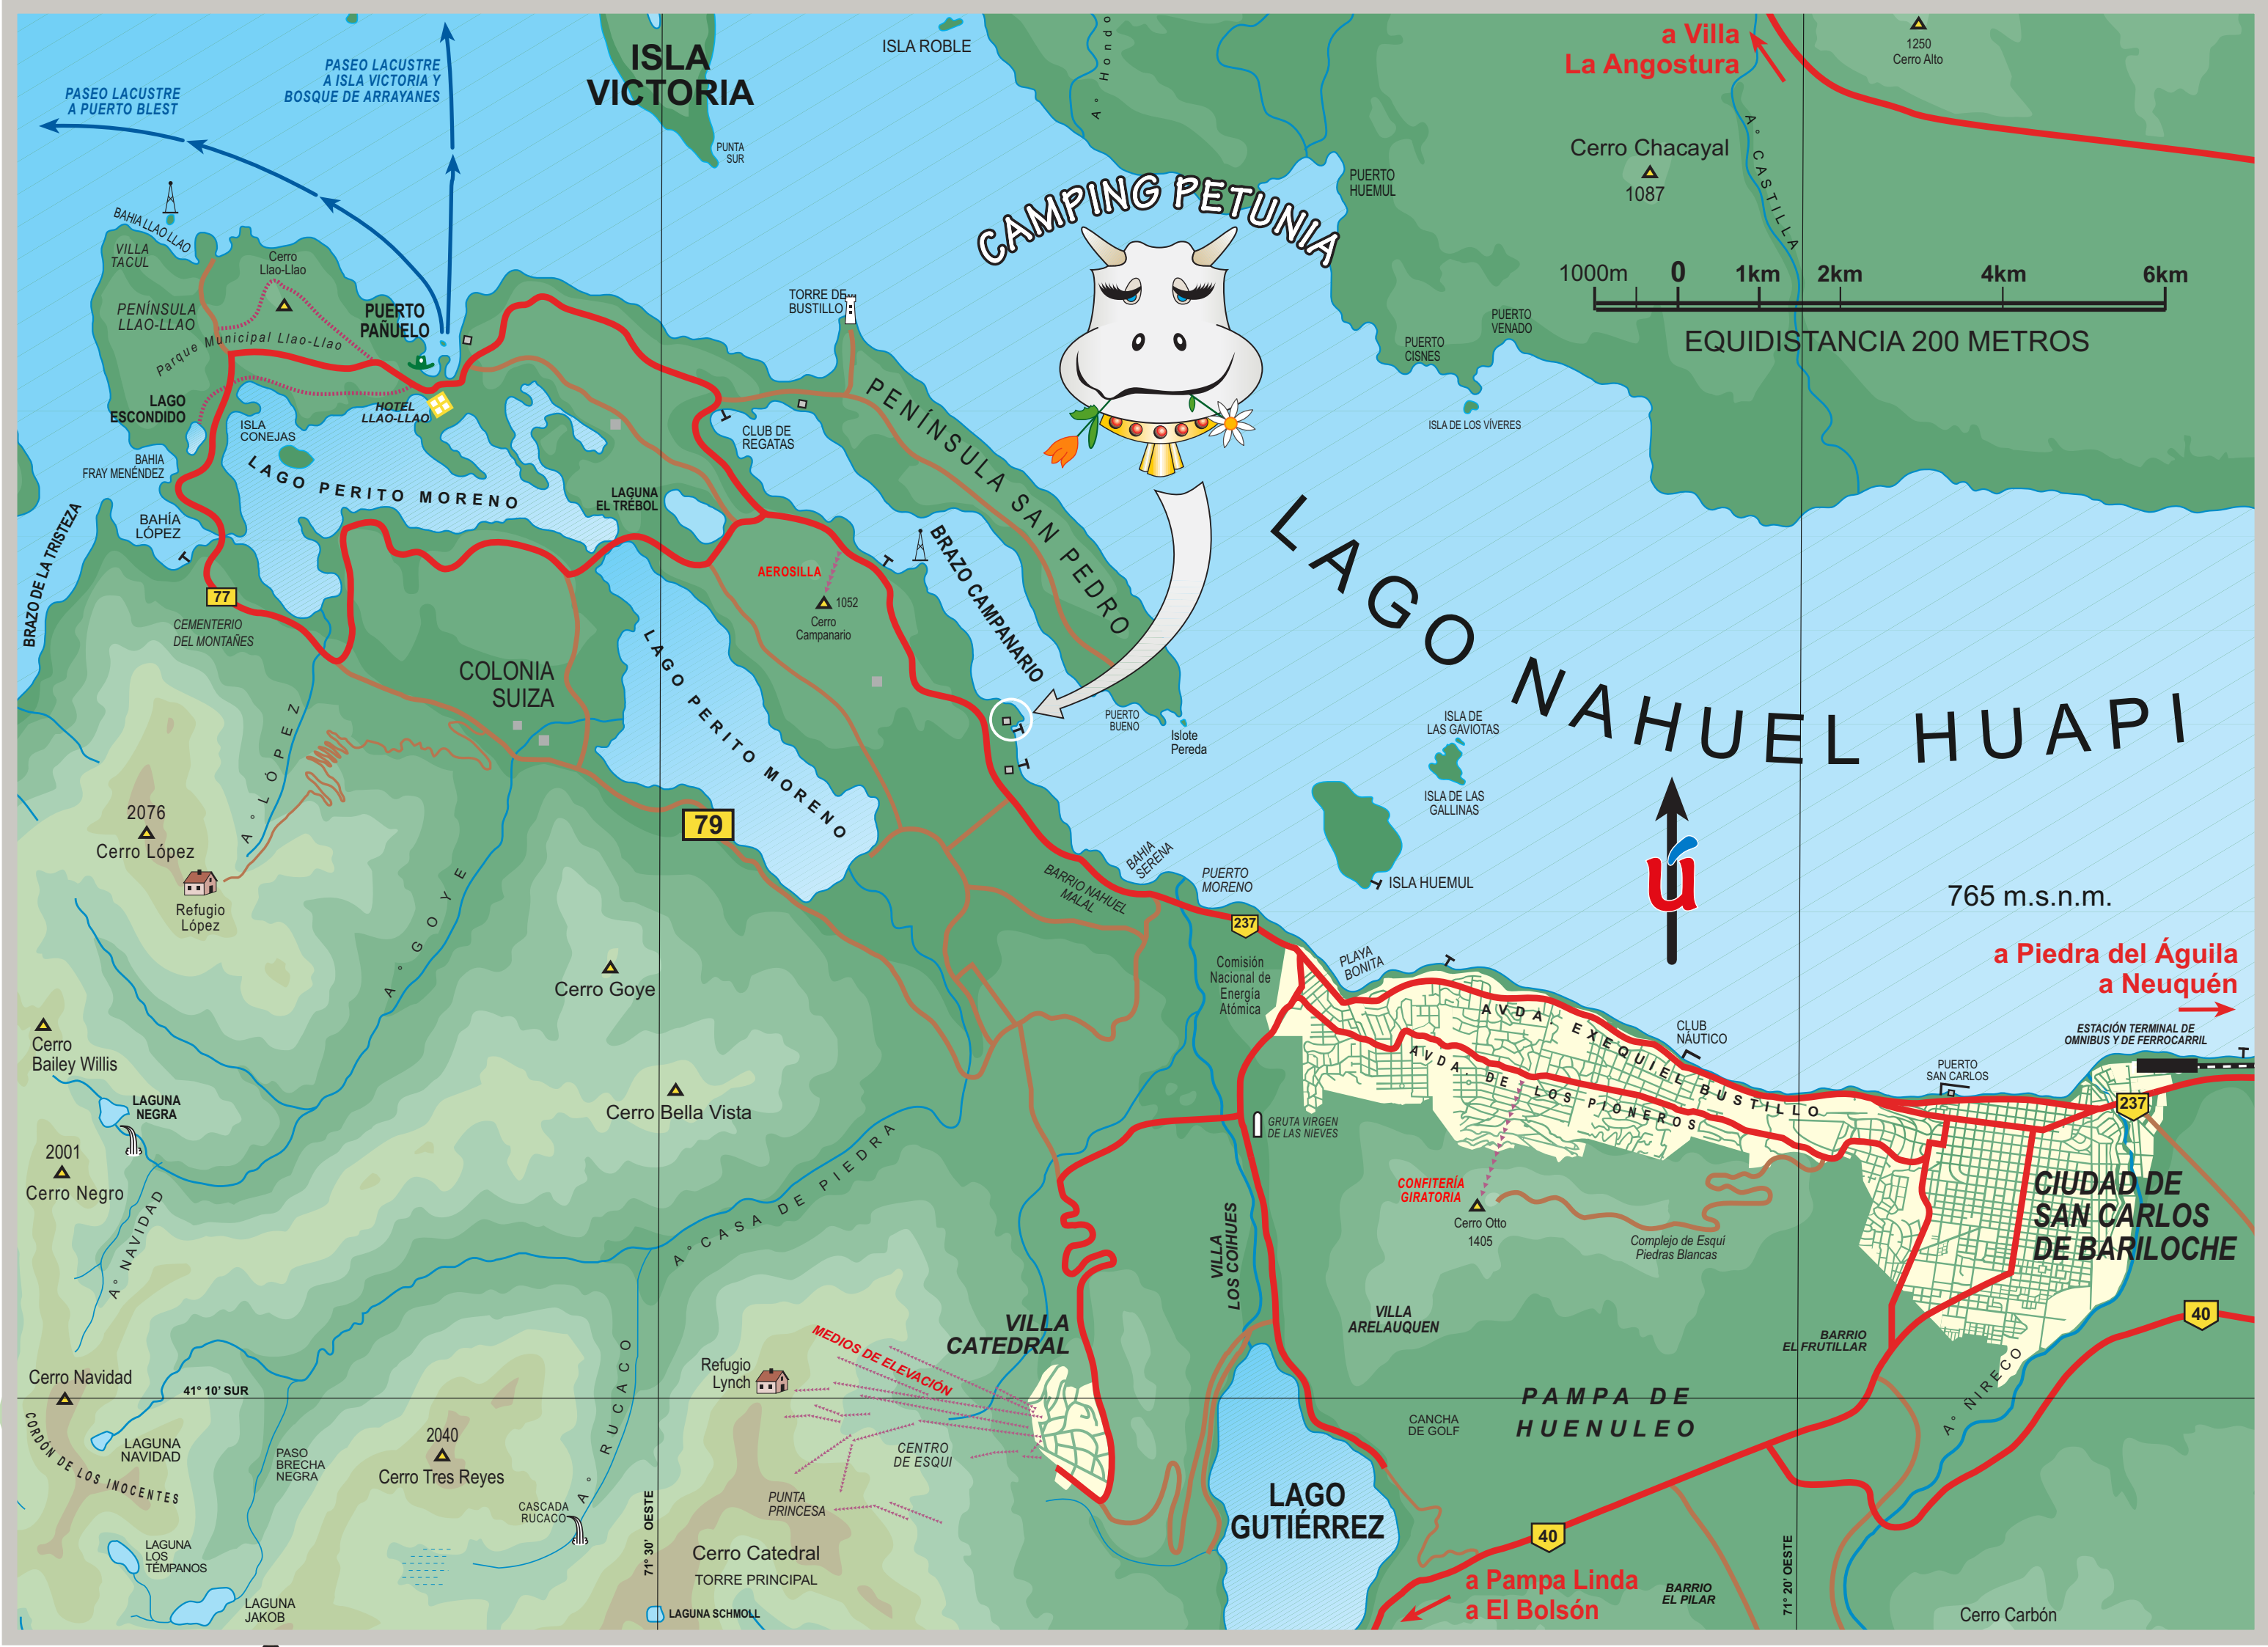 ISLA
VICTORIA
ISLA ROBLE
A° Hondo
a Villa
La Angostura
1250
Cerro Alto
PASEO LACUSTRE
A ISLA VICTORIA Y
BOSQUE DE ARRAYANES
PASEO LACUSTRE
A PUERTO BLEST
PUNTA
SUR
Cerro Chacayal
1087
A° CASTILLA
PUERTO
HUEMUL
CAMPING PETUNIA
BAHIA LLAO LLAO
VILLA
TACUL
Cerro
Llao-Llao
PENÍNSULA
LLAO-LLAO
PUERTO
PAÑUELO
Parque Municipal Llao-Llao
TORRE DE
BUSTILLO
1000m 0 1km 2km 4km 6km
EQUIDISTANCIA 200 METROS
PUERTO
VENADO
PUERTO
CISNES
ISLA DE LOS VÍVERES
LAGO
ESCONDIDO
HOTEL
LLAO-LLAO
ISLA
CONEJAS
CLUB DE
REGATAS
PENÍNSULA SAN PEDRO
BAHIA
FRAY MENÉNDEZ
LAGO PERITO MORENO
LAGUNA
EL TRÉBOL
BAHÍA
LÓPEZ
BRAZO DE LA TRISTEZA
BRAZO CAMPANARIO
LAGO NAHUEL HUAPI
AEROSILLA
1052
Cerro
Campanario
77
CEMENTERIO
DEL MONTAÑES
COLONIA
SUIZA
LAGO PERITO MORENO
A° LÓPEZ
PUERTO
BUENO
Islote
Pereda
ISLA DE
LAS GAVIOTAS
ISLA DE LAS
GALLINAS
ISLA HUEMUL
ú
765 m.s.n.m.
2076
Cerro López
Refugio
López
79
A° GOYE
BARRIO NAHUEL
MALAL
BAHIA
SERENA
PUERTO
MORENO
237
a Piedra del Águila
a Neuquén
Cerro Goye
Comisión
Nacional de
Energía
Atómica
PLAYA
BONITA
AVDA. EXEQUIEL BUSTILLO
AVDA. DE LOS PIONEROS
CLUB
NÁUTICO
ESTACIÓN TERMINAL DE
OMNIBUS Y DE FERROCARRIL
PUERTO
SAN CARLOS
237
Cerro
Bailey Willis
LAGUNA
NEGRA
Cerro Bella Vista
GRUTA VIRGEN
DE LAS NIEVES
2001
Cerro Negro
A° NAVIDAD
A° CASA DE PIEDRA
CONFITERÍA
GIRATORIA
Cerro Otto
1405
Complejo de Esqui
Piedras Blancas
CIUDAD DE
SAN CARLOS
DE BARILOCHE
VILLA
LOS COIHUES
VILLA
CATEDRAL
VILLA
ARELAUQUEN
BARRIO
EL FRUTILLAR
40
MEDIOS DE ELEVACIÓN
Refugio
Lynch
Cerro Navidad
41° 10' SUR
A° RUCACO
PAMPA DE
HUENULEO
A° ÑIRECO
CORDÓN DE LOS INOCENTES
LAGUNA
NAVIDAD
PASO
BRECHA
NEGRA
2040
Cerro Tres Reyes
CENTRO
DE ESQUI
CANCHA
DE GOLF
PUNTA
PRINCESA
CASCADA
RUCACO
71° 30' OESTE
LAGO
GUTIÉRREZ
40
LAGUNA
LOS
TÉMPANOS
Cerro Catedral
TORRE PRINCIPAL
LAGUNA
JAKOB
LAGUNA SCHMOLL
a Pampa Linda
a El Bolsón
BARRIO
EL PILAR
71° 20' OESTE
Cerro Carbón